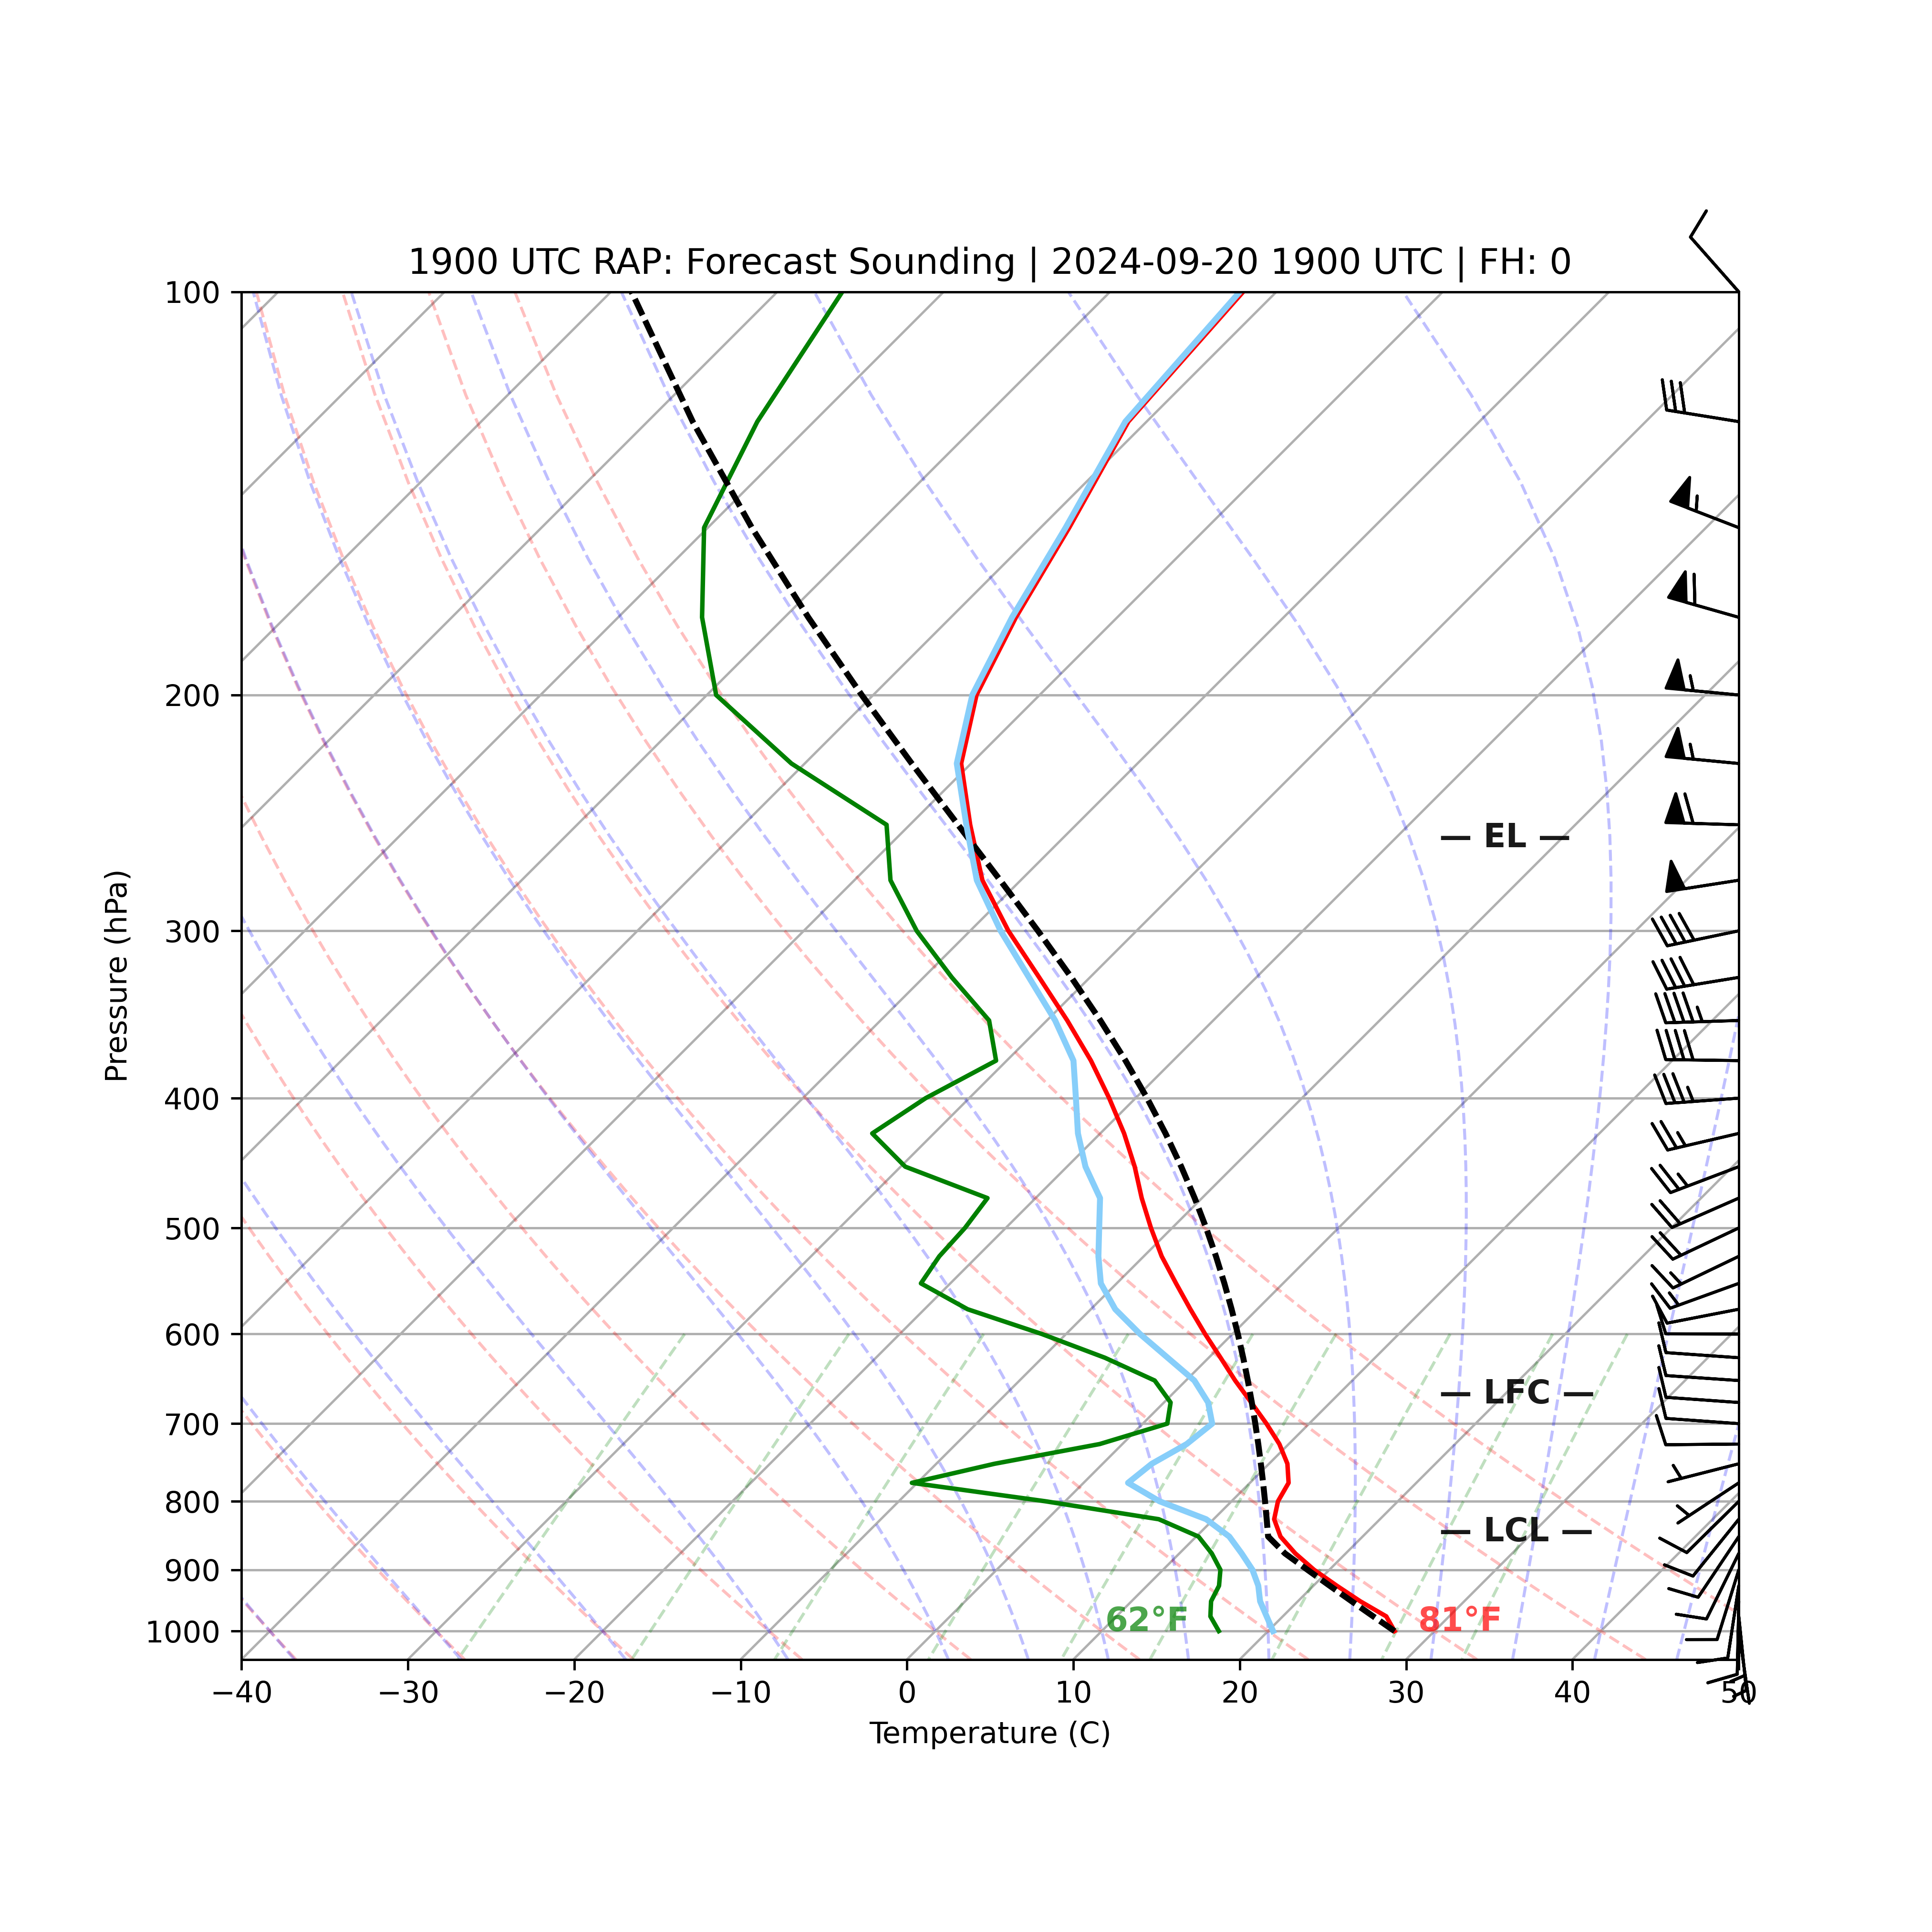 1900 UTC RAP: Forecast Sounding | 2024-09-20 1900 UTC | FH: 0
100
200
— EL —
Pressure (hPa)
300
400
500
600
— LFC —
700
800
— LCL —
900
62°F 81°F
1000
−40 −30 −20 −10 0 10 20 30 40 50
Temperature (C)